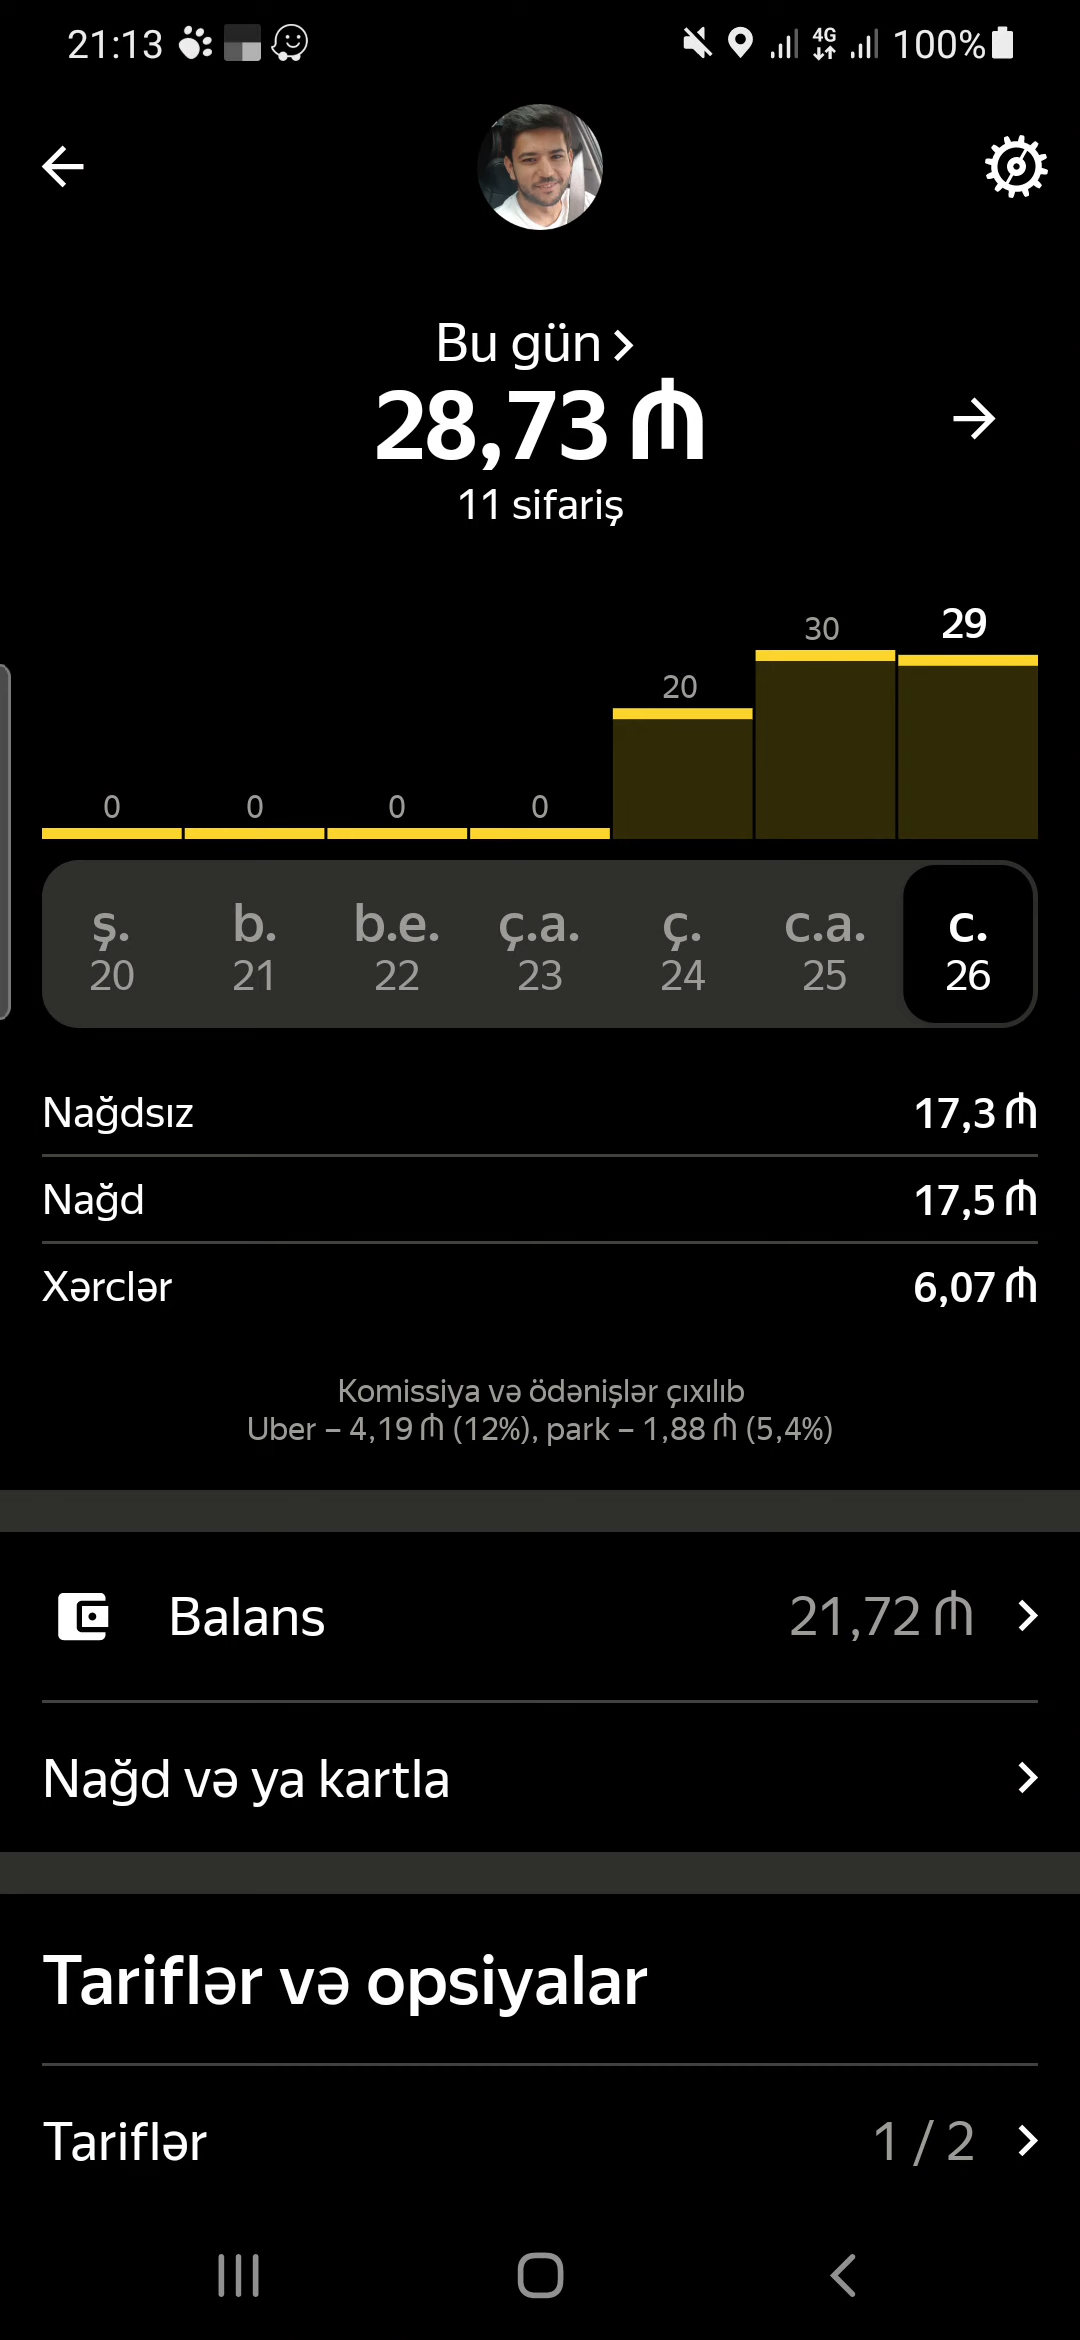 21:13 4G 100%
Bu gün
28,73 ₼
11 sifariş
0 0 0 0 20 30 29
ş. b. b.e. ç.a. ç. c.a. c.
20 21 22 23 24 25 26
Nağdsız 17,3 ₼
Nağd 17,5 ₼
Xərclər 6,07 ₼
Komissiya və ödənişlər çıxılıb
Uber – 4,19 ₼ (12%), park – 1,88 ₼ (5,4%)
Balans 21,72 ₼
Nağd və ya kartla
Tariflər və opsiyalar
Tariflər 1 / 2